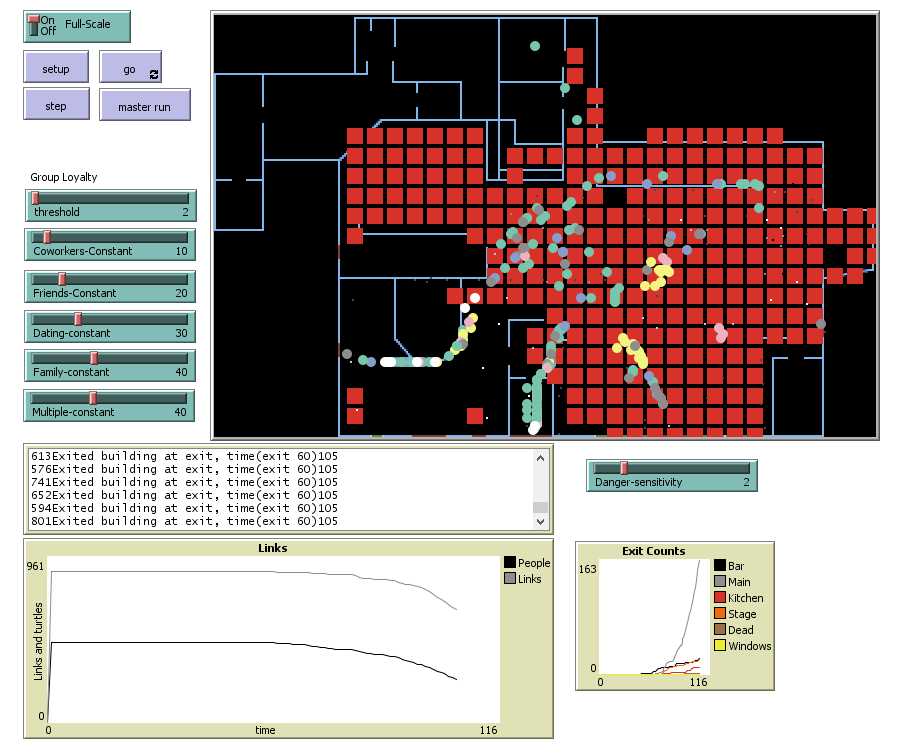 On
Off
Full-Scale
setup
go
step
master run
Group Loyalty
threshold 2
Coworkers-Constant 10
Friends-Constant 20
Dating-constant 30
Family-constant 40
Multiple-constant 40
613Exited building at exit, time(exit 60)105
576Exited building at exit, time(exit 60)105
741Exited building at exit, time(exit 60)105
652Exited building at exit, time(exit 60)105
594Exited building at exit, time(exit 60)105
801Exited building at exit, time(exit 60)105
Danger-sensitivity 2
Links
961
Links and turtles
0
0
time
116
People
Links
Exit Counts
163
0
0
116
Bar
Main
Kitchen
Stage
Dead
Windows